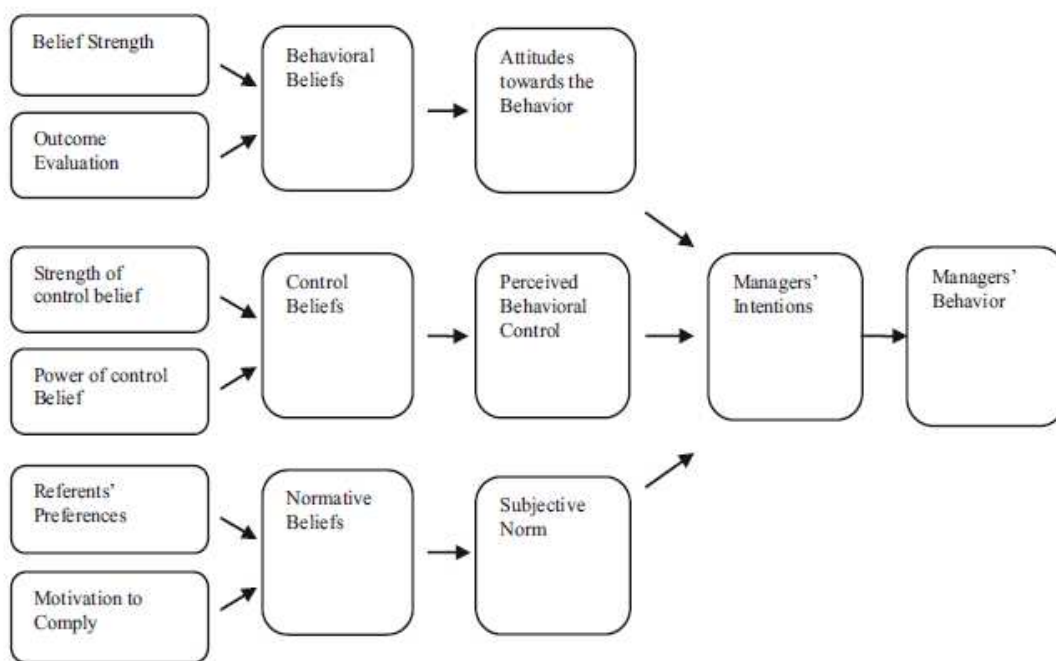 Belief Strength
Outcome
Evaluation
Behavioral
Beliefs
Attitudes
towards the
Behavior
Strength of
control belief
Power of control
Belief
Control
Beliefs
Perceived
Behavioral
Control
Managers’
Intentions
Managers’
Behavior
Referents’
Preferences
Motivation to
Comply
Normative
Beliefs
Subjective
Norm